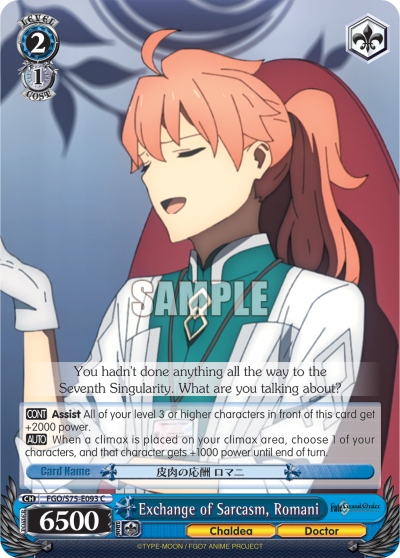 LEVEL
2
1
COST
SAMPLE
You hadn't done anything all the way to the
Seventh Singularity. What are you talking about?
CONT Assist All of your level 3 or higher characters in front of this card get
+2000 power.
AUTO When a climax is placed on your climax area, choose 1 of your
characters, and that character gets +1000 power until end of turn.
Card Name 皮肉の応酬 ロマニ
CH FGO/S75-E093 C
6500
Exchange of Sarcasm, Romani
Chaldea Doctor
©TYPE-MOON / FGO7 ANIME PROJECT